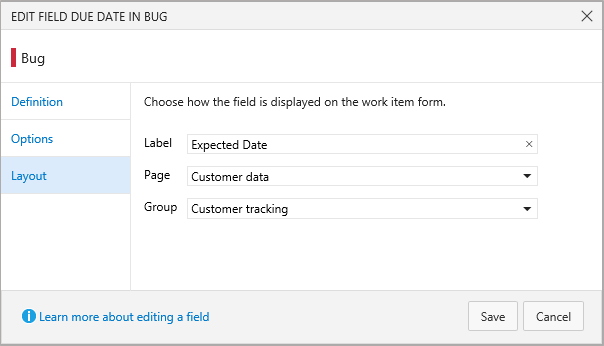 EDIT FIELD DUE DATE IN BUG
Bug
Definition
Options
Layout
Choose how the field is displayed on the work item form.
Label Expected Date
Page Customer data
Group Customer tracking
Learn more about editing a field
Save Cancel